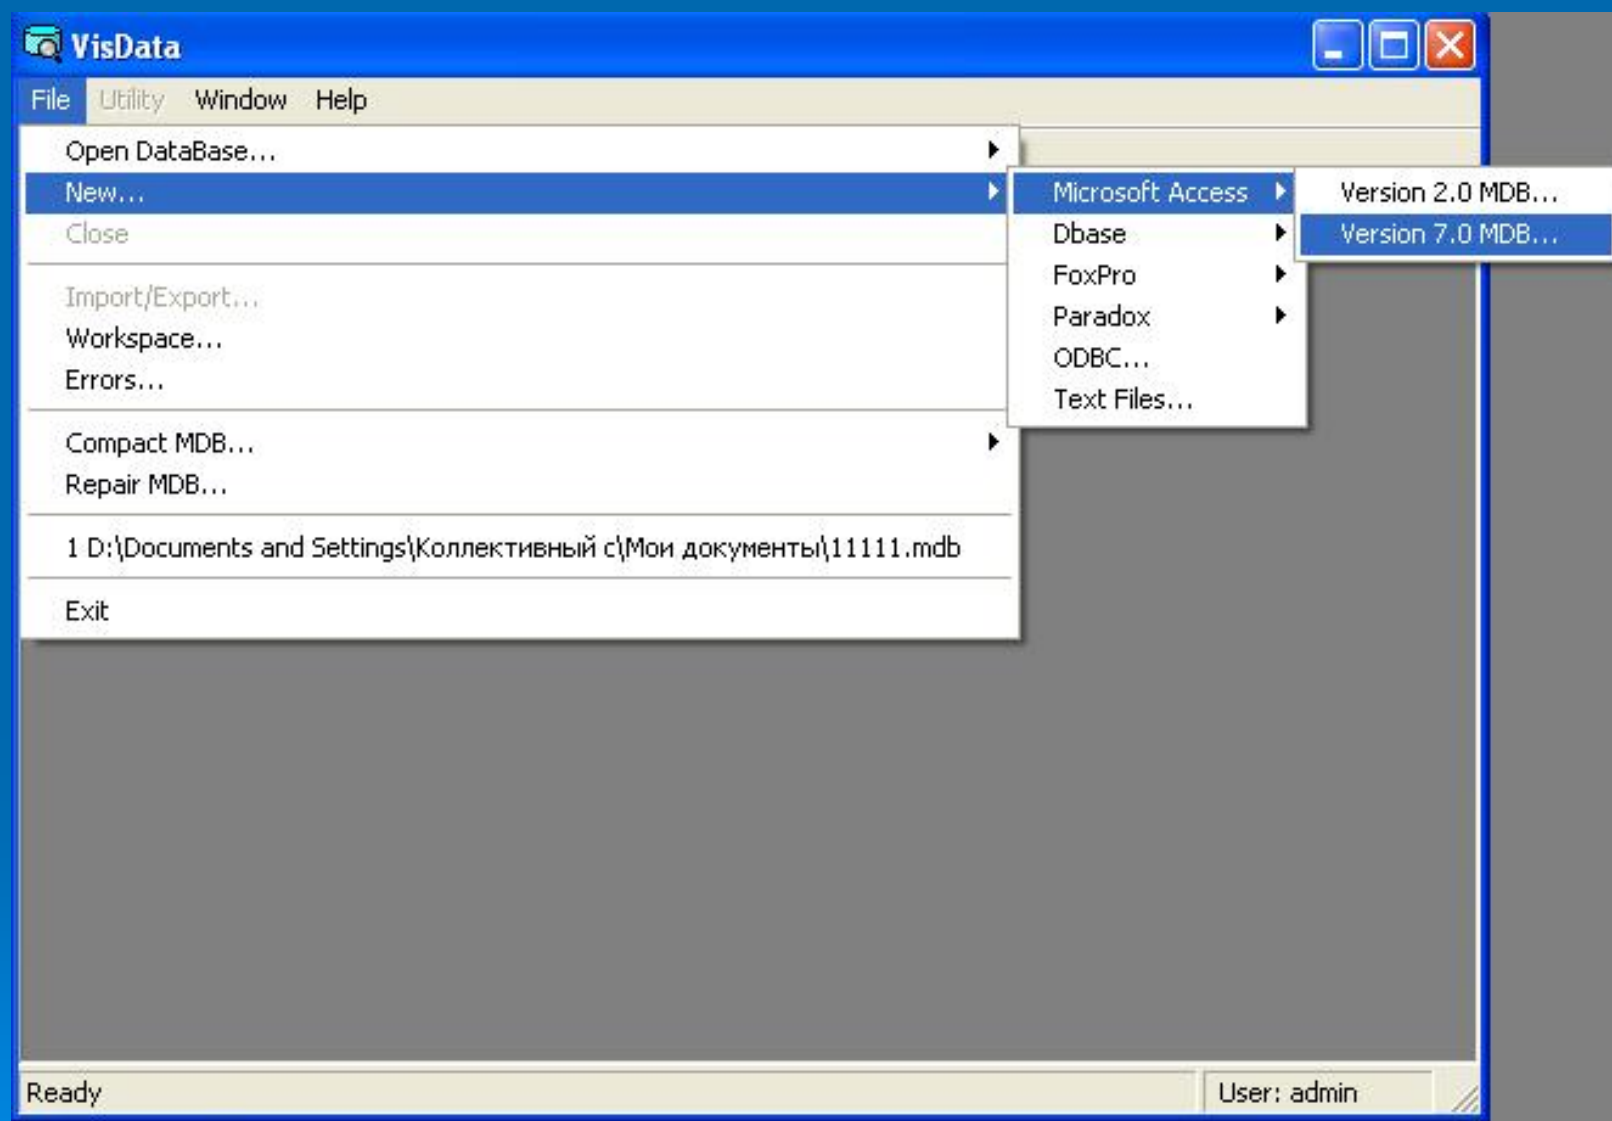 VisData
File Utility Window Help
Open DataBase...
New...
Close
Import/Export...
Workspace...
Errors...
Compact MDB...
Repair MDB...
1 D:\Documents and Settings\Коллективный с\Мои документы\11111.mdb
Exit
Microsoft Access
Dbase
FoxPro
Paradox
ODBC...
Text Files...
Version 2.0 MDB...
Version 7.0 MDB...
Ready
User: admin